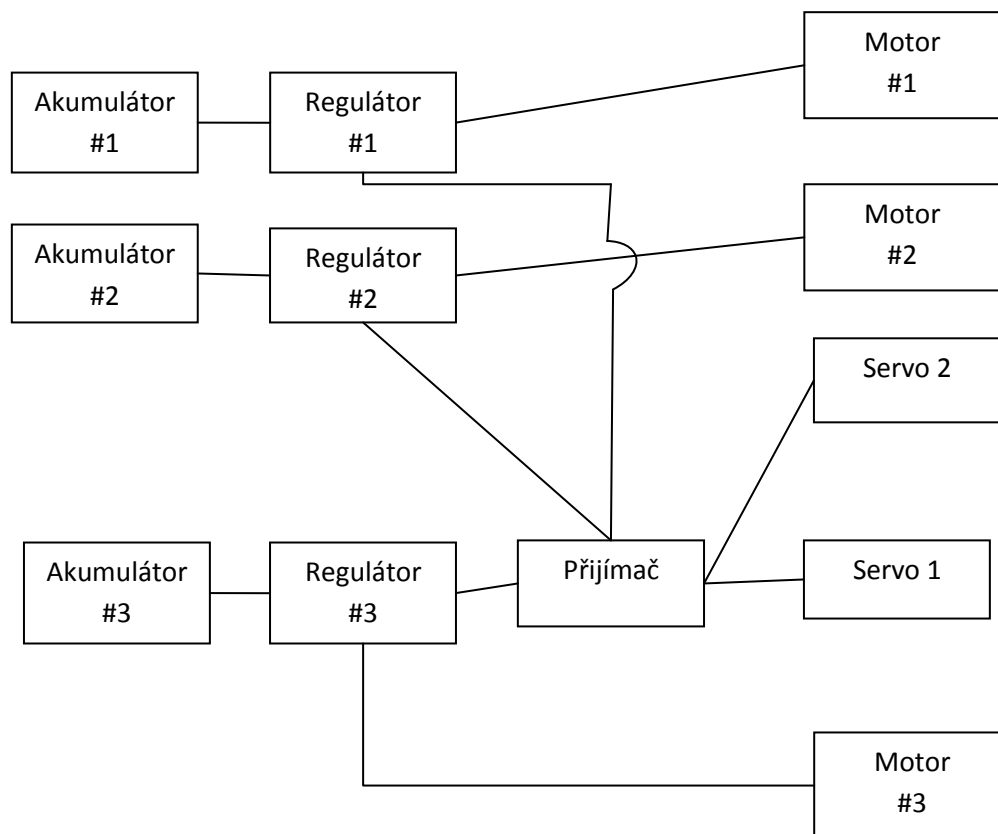 Akumulátor
#1
Regulátor
#1
Motor
#1
Akumulátor
#2
Regulátor
#2
Motor
#2
Servo 2
Akumulátor
#3
Regulátor
#3
Přijímač
Servo 1
Motor
#3